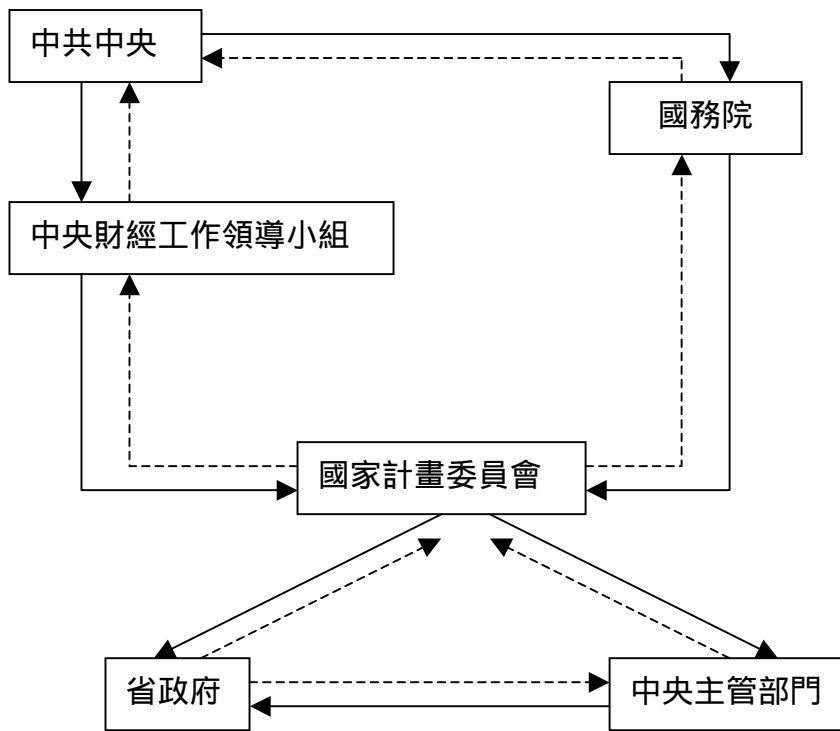 中共中央
國務院
中央財經工作領導小組
國家計畫委員會
省政府
中央主管部門